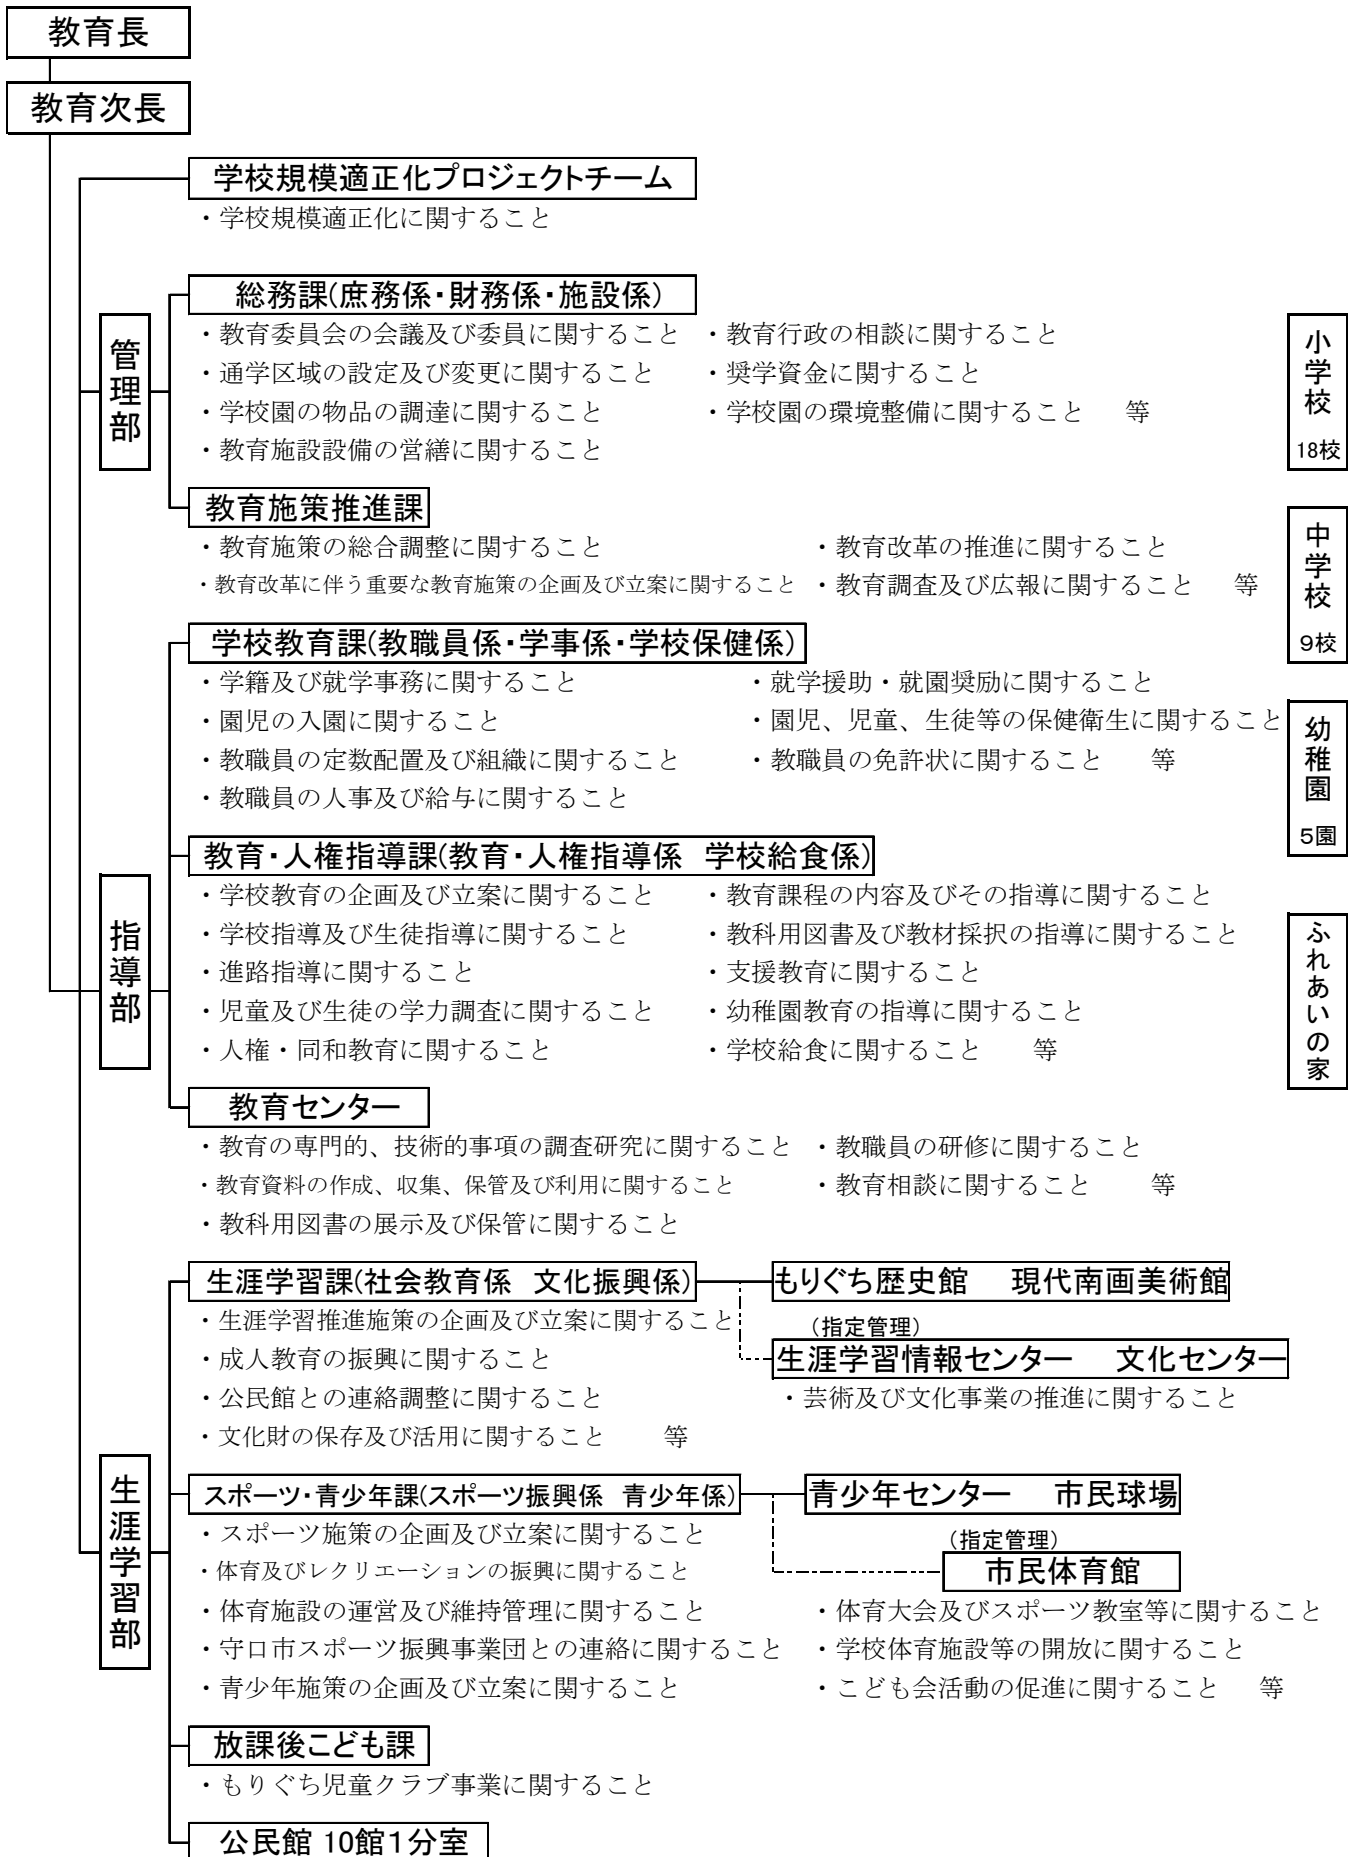 教育長
教育次長
学校規模適正化プロジェクトチーム
・学校規模適正化に関すること
管理部
総務課(庶務係・財務係・施設係)
・教育委員会の会議及び委員に関すること ・教育行政の相談に関すること
・通学区域の設定及び変更に関すること ・奨学資金に関すること
・学校園の物品の調達に関すること ・学校園の環境整備に関すること 等
・教育施設設備の営繕に関すること
教育施策推進課
・教育施策の総合調整に関すること ・教育改革の推進に関すること
・教育改革に伴う重要な教育施策の企画及び立案に関すること ・教育調査及び広報に関すること 等
指導部
学校教育課(教職員係・学事係・学校保健係)
・学籍及び就学事務に関すること ・就学援助・就園奨励に関すること
・園児の入園に関すること ・園児、児童、生徒等の保健衛生に関すること
・教職員の定数配置及び組織に関すること ・教職員の免許状に関すること 等
・教職員の人事及び給与に関すること
教育・人権指導課(教育・人権指導係 学校給食係)
・学校教育の企画及び立案に関すること ・教育課程の内容及びその指導に関すること
・学校指導及び生徒指導に関すること ・教科用図書及び教材採択の指導に関すること
・進路指導に関すること ・支援教育に関すること
・児童及び生徒の学力調査に関すること ・幼稚園教育の指導に関すること
・人権・同和教育に関すること ・学校給食に関すること 等
教育センター
・教育の専門的、技術的事項の調査研究に関すること ・教職員の研修に関すること
・教育資料の作成、収集、保管及び利用に関すること ・教育相談に関すること 等
・教科用図書の展示及び保管に関すること
生涯学習部
生涯学習課(社会教育係 文化振興係) もりぐち歴史館 現代南画美術館
・生涯学習推進施策の企画及び立案に関すること (指定管理)
・成人教育の振興に関すること 生涯学習情報センター 文化センター
・公民館との連絡調整に関すること ・芸術及び文化事業の推進に関すること
・文化財の保存及び活用に関すること 等
スポーツ・青少年課(スポーツ振興係 青少年係) 青少年センター 市民球場
・スポーツ施策の企画及び立案に関すること (指定管理)
・体育及びレクリエーションの振興に関すること 市民体育館
・体育施設の運営及び維持管理に関すること ・体育大会及びスポーツ教室等に関すること
・守口市スポーツ振興事業団との連絡に関すること ・学校体育施設等の開放に関すること
・青少年施策の企画及び立案に関すること ・こども会活動の促進に関すること 等
放課後こども課
・もりぐち児童クラブ事業に関すること
公民館 10館1分室
小学校
18校
中学校
9校
幼稚園
5園
ふれあいの家